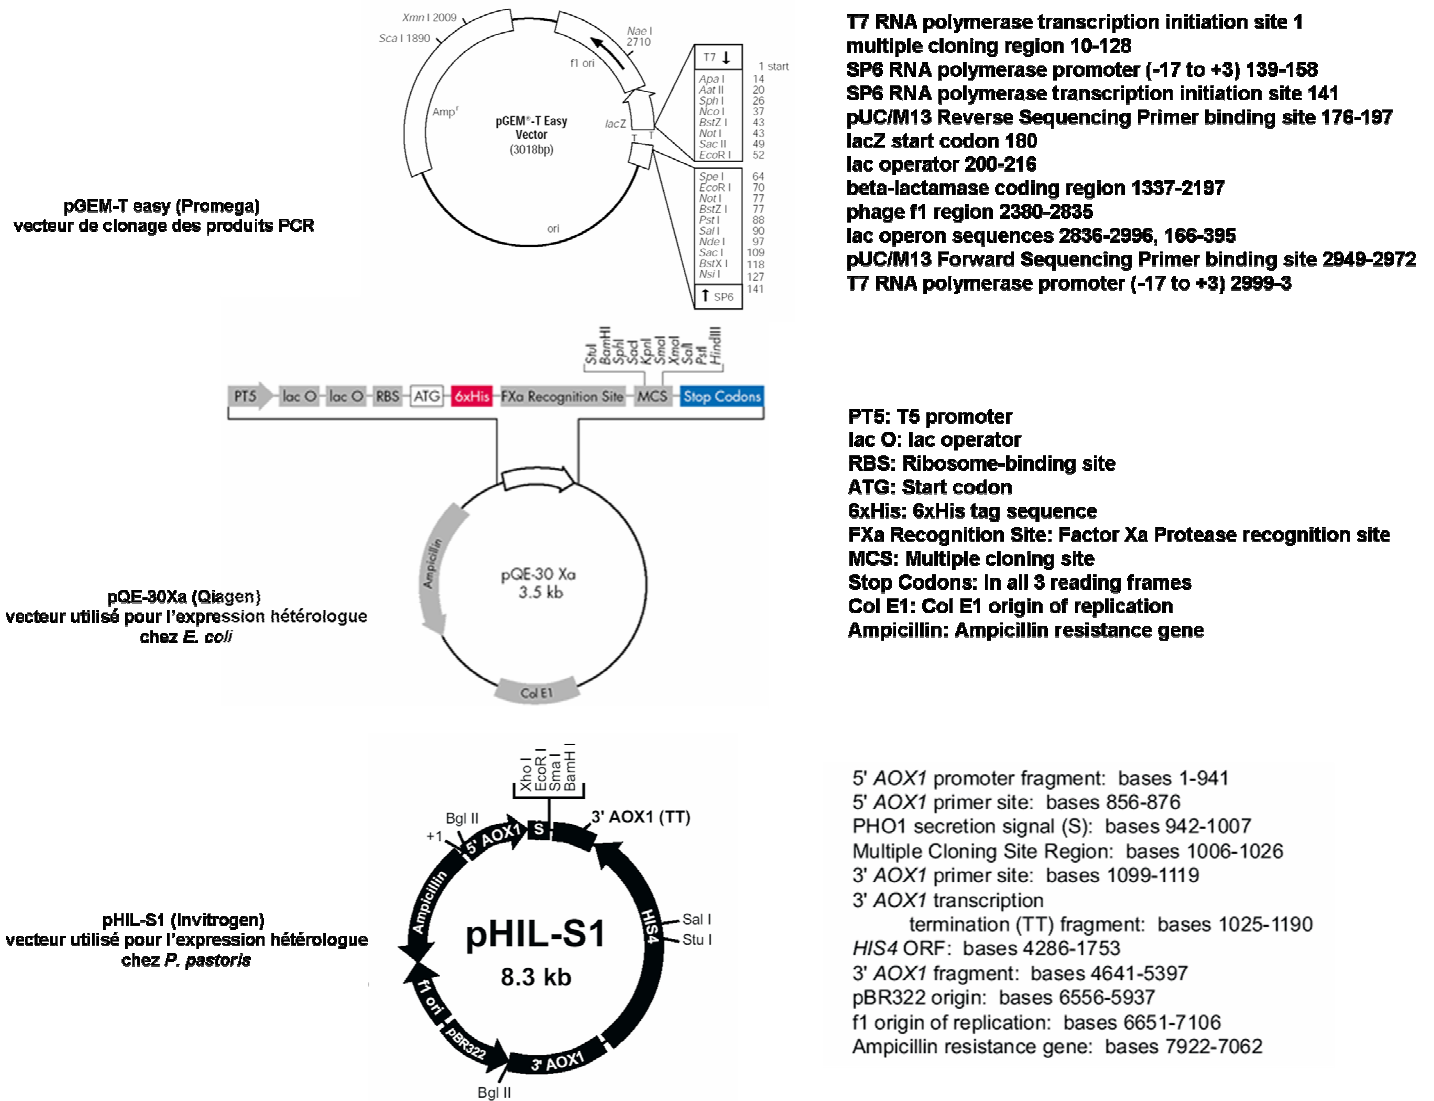 pGEM-T easy (Promega)
vecteur de clonage des produits PCR
Xmn I 2009
Sca I 1890
Nae I
2710
f1 ori
Ampʳ
pGEM®-T Easy
Vector
(3018bp)
lacZ
T
T
ori
T7 ↓
1 start
Apa I 14
Aat II 20
Sph I 26
Nco I 37
BstZ I 43
Not I 43
Sac II 49
EcoR I 52
Spe I 64
EcoR I 70
Not I 77
BstZ I 77
Pst I 88
Sal I 90
Nde I 97
Sac I 109
BstX I 118
Nsi I 127
↑ SP6 141
T7 RNA polymerase transcription initiation site 1
multiple cloning region 10-128
SP6 RNA polymerase promoter (-17 to +3) 139-158
SP6 RNA polymerase transcription initiation site 141
pUC/M13 Reverse Sequencing Primer binding site 176-197
lacZ start codon 180
lac operator 200-216
beta-lactamase coding region 1337-2197
phage f1 region 2380-2835
lac operon sequences 2836-2996, 166-395
pUC/M13 Forward Sequencing Primer binding site 2949-2972
T7 RNA polymerase promoter (-17 to +3) 2999-3
pQE-30Xa (Qiagen)
vecteur utilisé pour l'expression hétérologue
chez E. coli
StuI
BamHI
SphI
SacI
KpnI
SmaI
XmaI
SalI
PstI
HindIII
PT5 lac O lac O RBS ATG 6xHis FXa Recognition Site MCS Stop Codons
Ampicillin
pQE-30 Xa
3.5 kb
Col E1
PT5: T5 promoter
lac O: lac operator
RBS: Ribosome-binding site
ATG: Start codon
6xHis: 6xHis tag sequence
FXa Recognition Site: Factor Xa Protease recognition site
MCS: Multiple cloning site
Stop Codons: In all 3 reading frames
Col E1: Col E1 origin of replication
Ampicillin: Ampicillin resistance gene
pHIL-S1 (Invitrogen)
vecteur utilisé pour l'expression hétérologue
chez P. pastoris
Xho I
EcoR I
Sma I
BamH I
Bgl II
+1
5' AOX1
S
3' AOX1 (TT)
Ampicillin
HIS4
Sal I
Stu I
pHIL-S1
8.3 kb
f1 ori
pBR322
3' AOX1
Bgl II
5' AOX1 promoter fragment: bases 1-941
5' AOX1 primer site: bases 856-876
PHO1 secretion signal (S): bases 942-1007
Multiple Cloning Site Region: bases 1006-1026
3' AOX1 primer site: bases 1099-1119
3' AOX1 transcription
termination (TT) fragment: bases 1025-1190
HIS4 ORF: bases 4286-1753
3' AOX1 fragment: bases 4641-5397
pBR322 origin: bases 6556-5937
f1 origin of replication: bases 6651-7106
Ampicillin resistance gene: bases 7922-7062